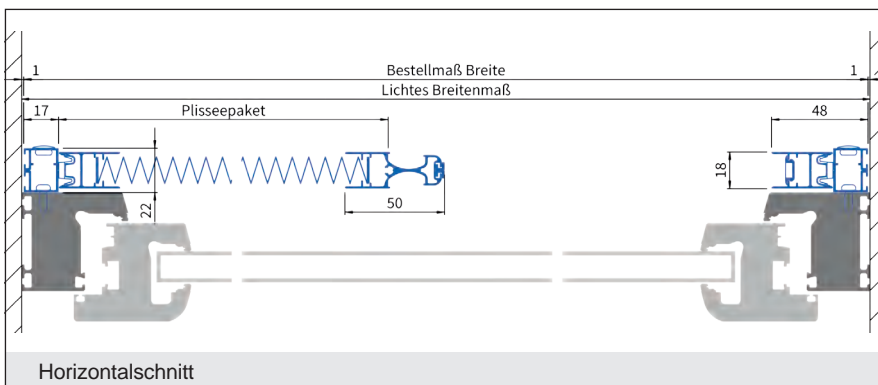 1 Bestellmaß Breite 1
Lichtes Breitenmaß
17 Plisseepaket 48
18
22
50
Horizontalschnitt